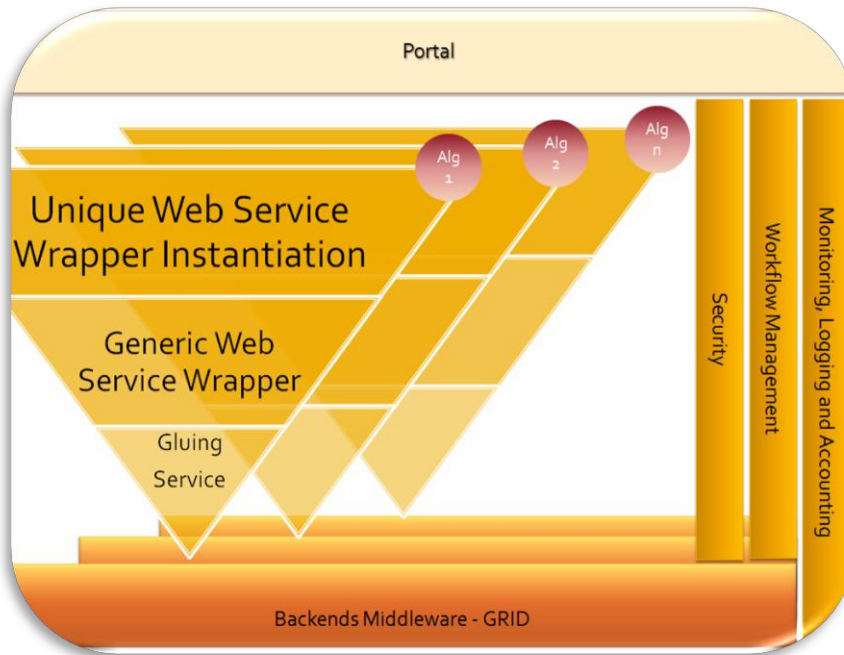 Portal
Alg
1
Alg
2
Alg
n
Unique Web Service
Wrapper Instantiation
Generic Web
Service Wrapper
Gluing
Service
Security
Workflow Management
Monitoring, Logging and Accounting
Backends Middleware - GRID